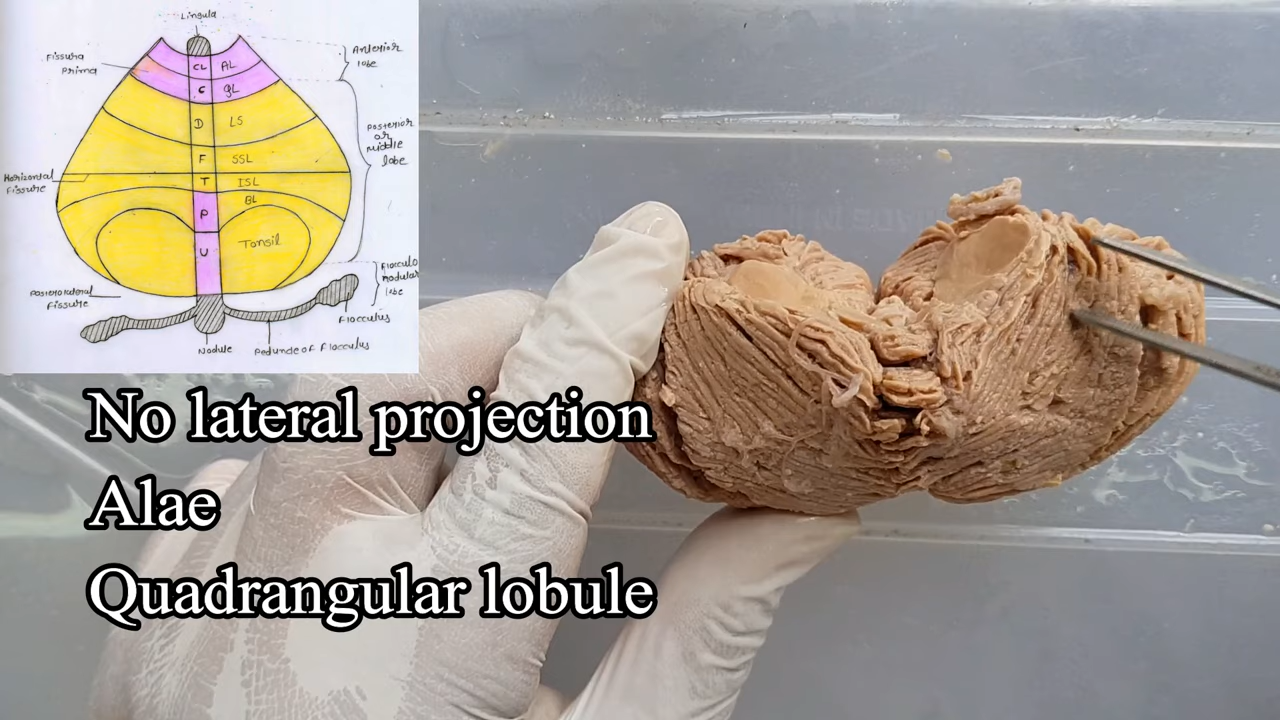 Lingula
Fissura
Prima
CL AL
Anterior
lobe
C QL
D LS
Posterior
or
middle
lobe
F SSL
Horizontal
Fissure
T ISL
BL
P
U Tonsil
Posterolateral
Fissure
Flocculo
nodular
lobe
Flocculus
Nodule
Pedunde of Flocculus
No lateral projection
Alae
Quadrangular lobule